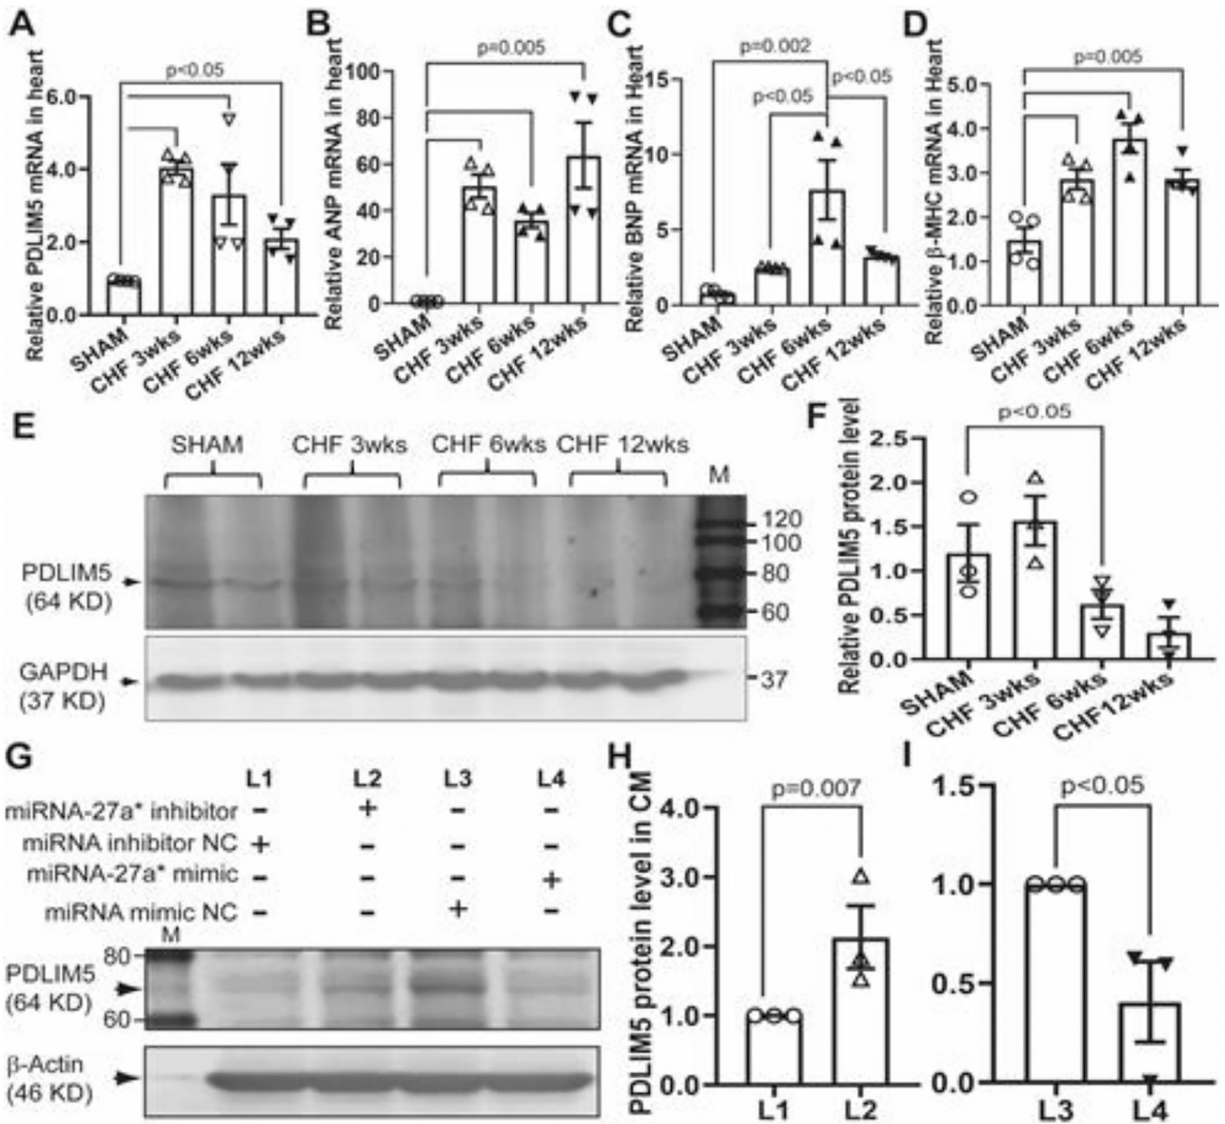 A
Relative PDLIM5 mRNA in heart
p<0.05
6.0
4.0
2.0
0.0
SHAM
CHF 3wks
CHF 6wks
CHF 12wks
B
Relative ANP mRNA in heart
p=0.005
100
80
60
40
20
0
SHAM
CHF 3wks
CHF 6wks
CHF 12wks
C
Relative BNP mRNA in Heart
p=0.002
p<0.05
p<0.05
15
10
5
0
SHAM
CHF 3wks
CHF 6wks
CHF 12wks
D
Relative β-MHC mRNA in Heart
p=0.005
5.0
4.0
3.0
2.0
1.0
0.0
SHAM
CHF 3wks
CHF 6wks
CHF 12wks
E
SHAM CHF 3wks CHF 6wks CHF 12wks
M
PDLIM5
(64 KD)
120
100
80
60
GAPDH
(37 KD)
37
F
Relative PDLIM5 protein level
p<0.05
2.5
2.0
1.5
1.0
0.5
0.0
SHAM
CHF 3wks
CHF 6wks
CHF12wks
G
L1 L2 L3 L4
miRNA-27a* inhibitor - + - -
miRNA inhibitor NC + - - -
miRNA-27a* mimic - - - +
miRNA mimic NC - - + -
M
PDLIM5
(64 KD)
80
60
β-Actin
(46 KD)
H
PDLIM5 protein level in CM
p=0.007
4.0
3.0
2.0
1.0
0.0
L1 L2
I
p<0.05
1.5
1.0
0.5
0.0
L3 L4